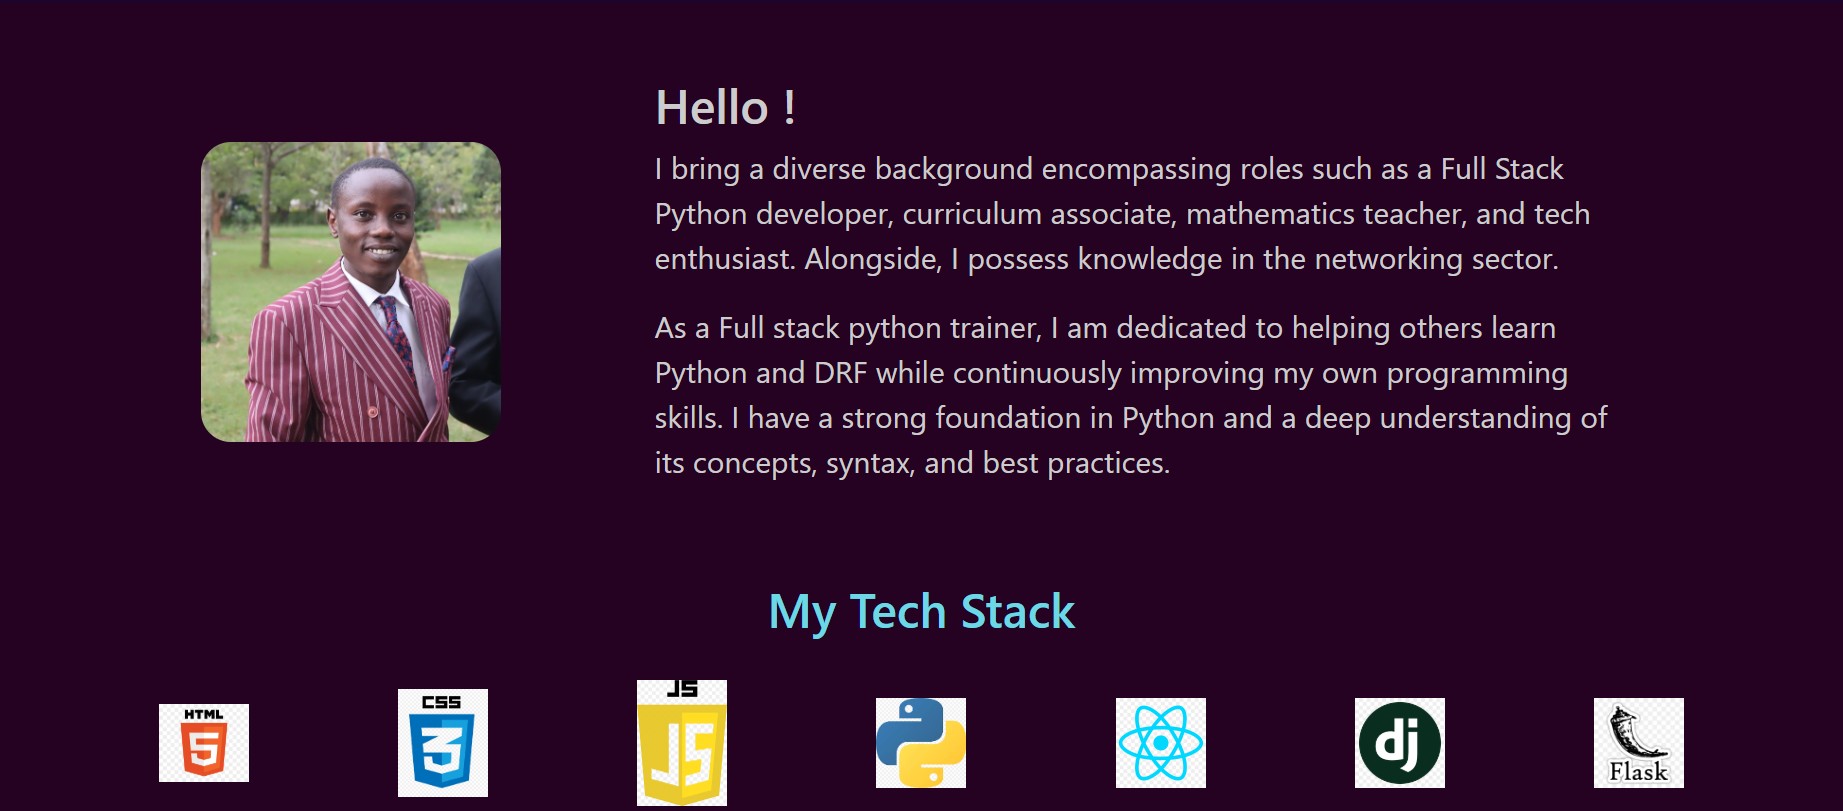 Hello !
I bring a diverse background encompassing roles such as a Full Stack
Python developer, curriculum associate, mathematics teacher, and tech
enthusiast. Alongside, I possess knowledge in the networking sector.
As a Full stack python trainer, I am dedicated to helping others learn
Python and DRF while continuously improving my own programming
skills. I have a strong foundation in Python and a deep understanding of
its concepts, syntax, and best practices.
My Tech Stack
HTML
5
CSS
3
JS
JS
dj
Flask